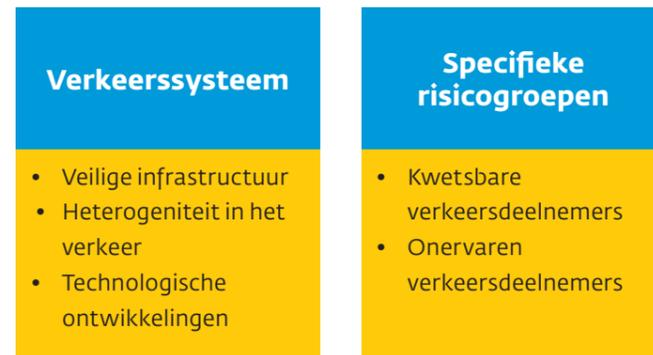 Verkeerssysteem
• Veilige infrastructuur
• Heterogeniteit in het
verkeer
• Technologische
ontwikkelingen
Specifieke
risicogroepen
• Kwetsbare
verkeersdeelnemers
• Onervaren
verkeersdeelnemers